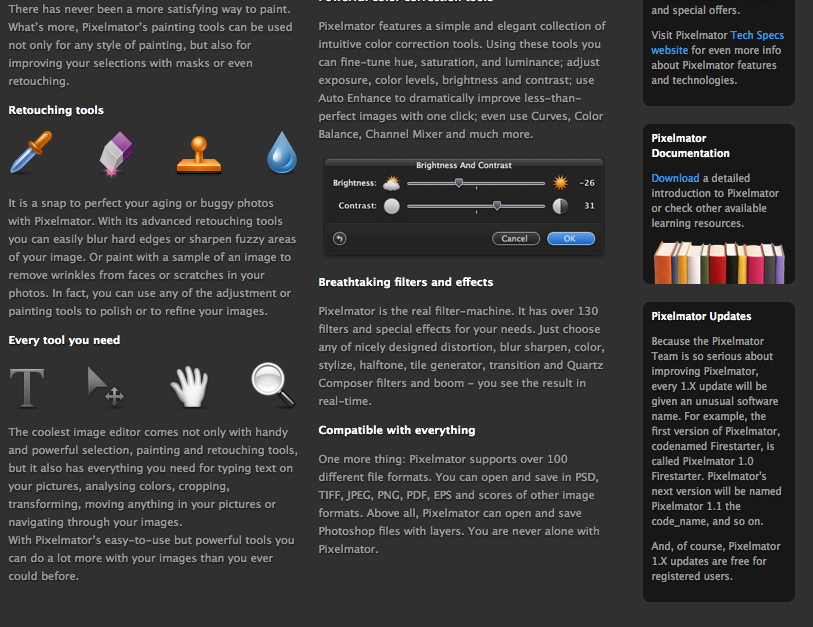 There has never been a more satisfying way to paint.
What's more, Pixelmator's painting tools can be used
not only for any style of painting, but also for
improving your selections with masks or even
retouching.
Retouching tools
It is a snap to perfect your aging or buggy photos
with Pixelmator. With its advanced retouching tools
you can easily blur hard edges or sharpen fuzzy areas
of your image. Or paint with a sample of an image to
remove wrinkles from faces or scratches in your
photos. In fact, you can use any of the adjustment or
painting tools to polish or to refine your images.
Every tool you need
T
The coolest image editor comes not only with handy
and powerful selection, painting and retouching tools,
but it also has everything you need for typing text on
your pictures, analysing colors, cropping,
transforming, moving anything in your pictures or
navigating through your images.
With Pixelmator's easy-to-use but powerful tools you
can do a lot more with your images than you ever
could before.
Powerful color correction tools
Pixelmator features a simple and elegant collection of
intuitive color correction tools. Using these tools you
can fine-tune hue, saturation, and luminance; adjust
exposure, color levels, brightness and contrast; use
Auto Enhance to dramatically improve less-than-
perfect images with one click; even use Curves, Color
Balance, Channel Mixer and much more.
Brightness And Contrast
Brightness: -26
Contrast: 31
Cancel OK
Breathtaking filters and effects
Pixelmator is the real filter-machine. It has over 130
filters and special effects for your needs. Just choose
any of nicely designed distortion, blur sharpen, color,
stylize, halftone, tile generator, transition and Quartz
Composer filters and boom - you see the result in
real-time.
Compatible with everything
One more thing: Pixelmator supports over 100
different file formats. You can open and save in PSD,
TIFF, JPEG, PNG, PDF, EPS and scores of other image
formats. Above all, Pixelmator can open and save
Photoshop files with layers. You are never alone with
Pixelmator.
and special offers.
Visit Pixelmator Tech Specs
website for even more info
about Pixelmator features
and technologies.
Pixelmator
Documentation
Download a detailed
introduction to Pixelmator
or check other available
learning resources.
Pixelmator Updates
Because the Pixelmator
Team is so serious about
improving Pixelmator,
every 1.X update will be
given an unusual software
name. For example, the
first version of Pixelmator,
codenamed Firestarter, is
called Pixelmator 1.0
Firestarter. Pixelmator's
next version will be named
Pixelmator 1.1 the
code_name, and so on.
And, of course, Pixelmator
1.X updates are free for
registered users.